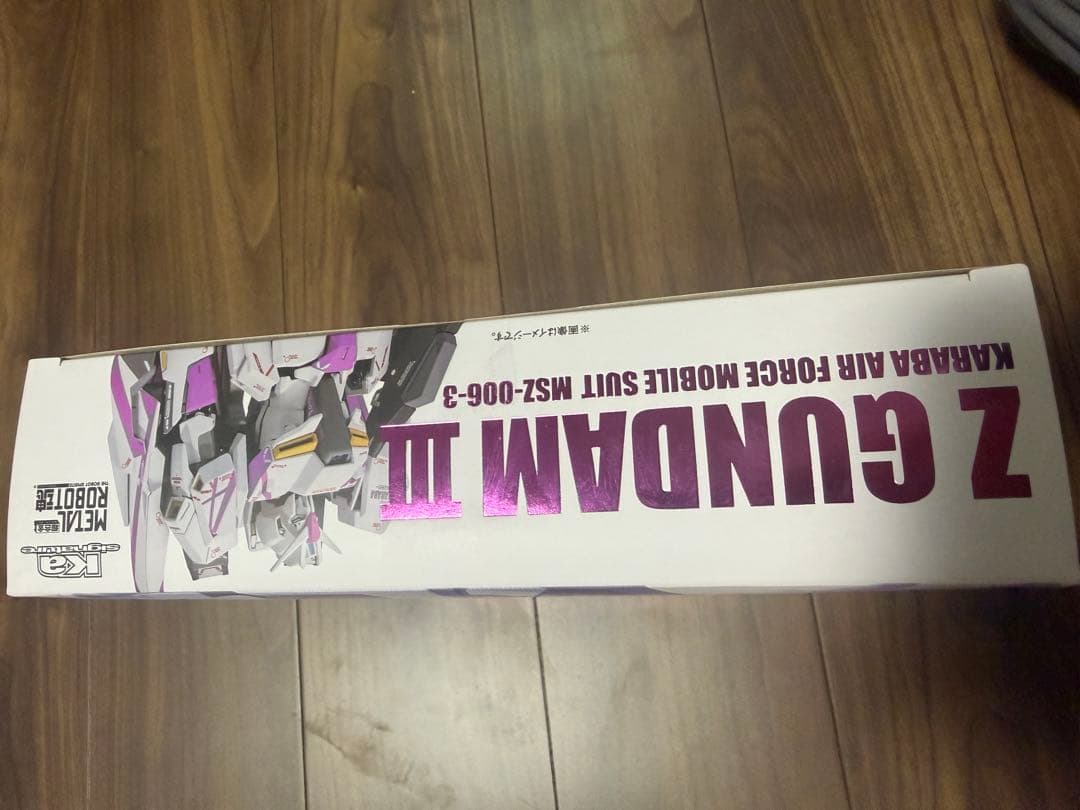 Z GUNDAM III
KARABA AIR FORCE MOBILE SUIT MSZ-006-3
※画像はイメージです。
Ka
signature
METAL
ROBOT魂
THE ROBOT SPIRITS